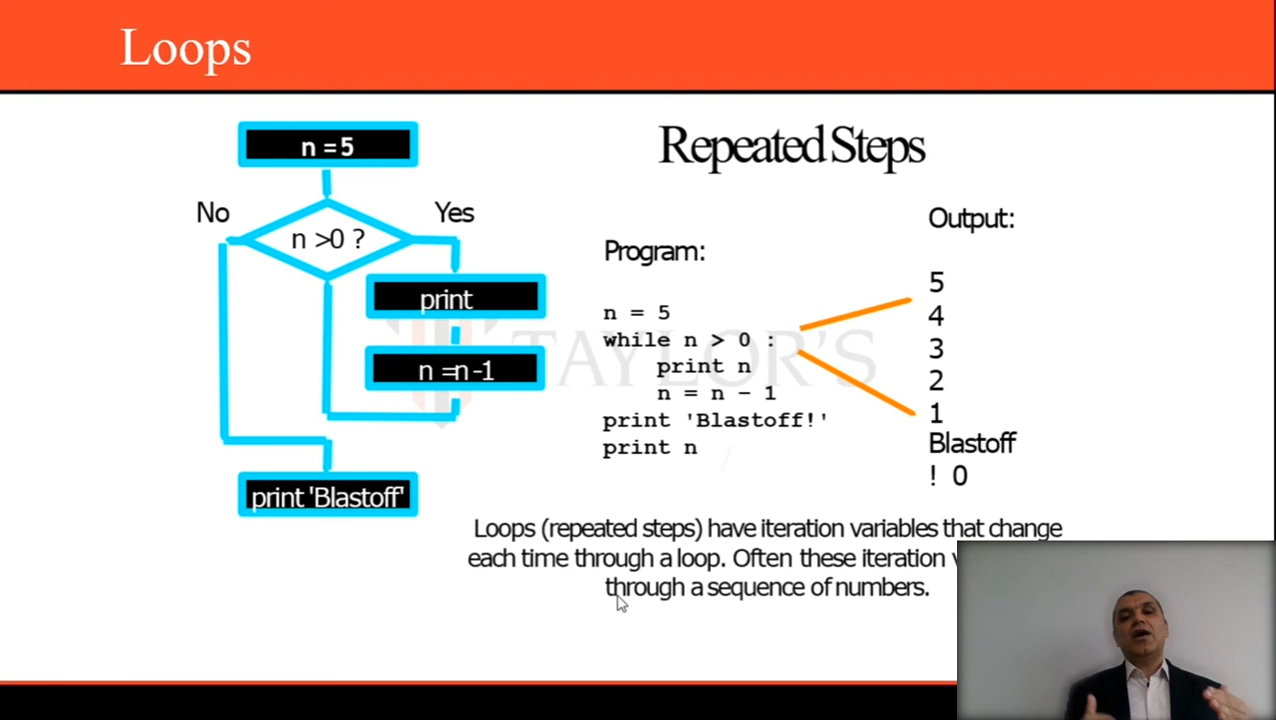 Loops
n =5
No
Yes
n >0 ?
print
n =n -1
print 'Blastoff'
Repeated Steps
Program:
n = 5
while n > 0 :
print n
n = n - 1
print 'Blastoff!'
print n
Output:
5
4
3
2
1
Blastoff
! 0
TAYLOR'S
Loops (repeated steps) have iteration variables that change
each time through a loop. Often these iteration
through a sequence of numbers.